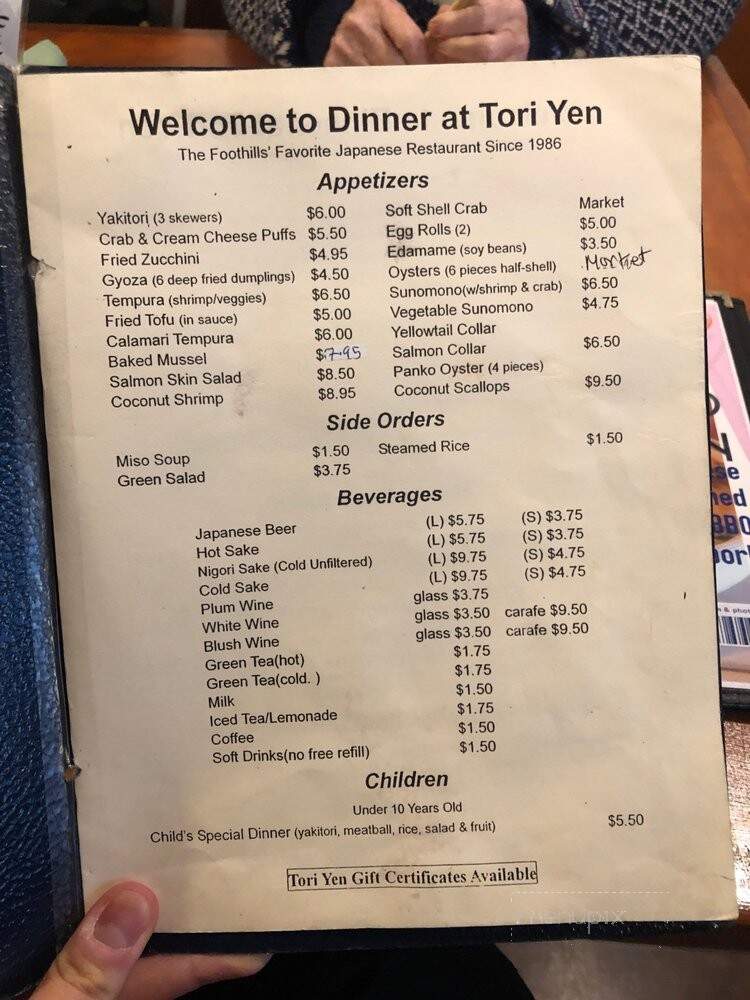 Welcome to Dinner at Tori Yen
The Foothills' Favorite Japanese Restaurant Since 1986
Appetizers
Yakitori (3 skewers) $6.00 Soft Shell Crab Market
Crab & Cream Cheese Puffs $5.50 Egg Rolls (2) $5.00
Fried Zucchini $4.95 Edamame (soy beans) $3.50
Gyoza (6 deep fried dumplings) $4.50 Oysters (6 pieces half-shell) Market
Tempura (shrimp/veggies) $6.50 Sunomono(w/shrimp & crab) $6.50
Fried Tofu (in sauce) $5.00 Vegetable Sunomono $4.75
Calamari Tempura $6.00 Yellowtail Collar
Baked Mussel $7.95 Salmon Collar $6.50
Salmon Skin Salad $8.50 Panko Oyster (4 pieces)
Coconut Shrimp $8.95 Coconut Scallops $9.50
Side Orders
Miso Soup $1.50 Steamed Rice $1.50
Green Salad $3.75
Beverages
Japanese Beer (L) $5.75 (S) $3.75
Hot Sake (L) $5.75 (S) $3.75
Nigori Sake (Cold Unfiltered) (L) $9.75 (S) $4.75
Cold Sake (L) $9.75 (S) $4.75
Plum Wine glass $3.75
White Wine glass $3.50 carafe $9.50
Blush Wine glass $3.50 carafe $9.50
Green Tea(hot) $1.75
Green Tea(cold. ) $1.75
Milk $1.50
Iced Tea/Lemonade $1.75
Coffee $1.50
Soft Drinks(no free refill) $1.50
Children
Under 10 Years Old
Child's Special Dinner (yakitori, meatball, rice, salad & fruit) $5.50
Tori Yen Gift Certificates Available
menupix